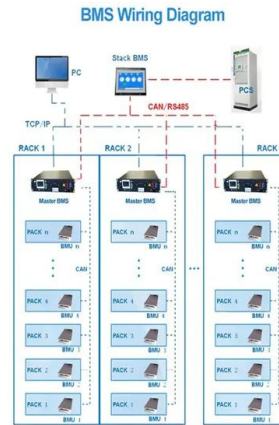 BMS Wiring Diagram
Stack BMS
PC
PCS
CAN/RS485
TCP/IP
RACK 1
RACK 2
RACK
Master BMS
Master BMS
Master BMS
PACK n
BMU n
PACK n
BMU n
PACK n
BMU n
CAN
CAN
CAN
...
PACK 4
BMU 4
PACK 4
BMU 4
PACK 4
BMU 4
PACK 3
BMU 3
PACK 3
BMU 3
PACK 3
BMU 3
PACK 2
BMU 2
PACK 2
BMU 2
PACK 2
BMU 2
PACK 1
BMU 1
PACK 1
BMU 1
PACK 1
BMU 1